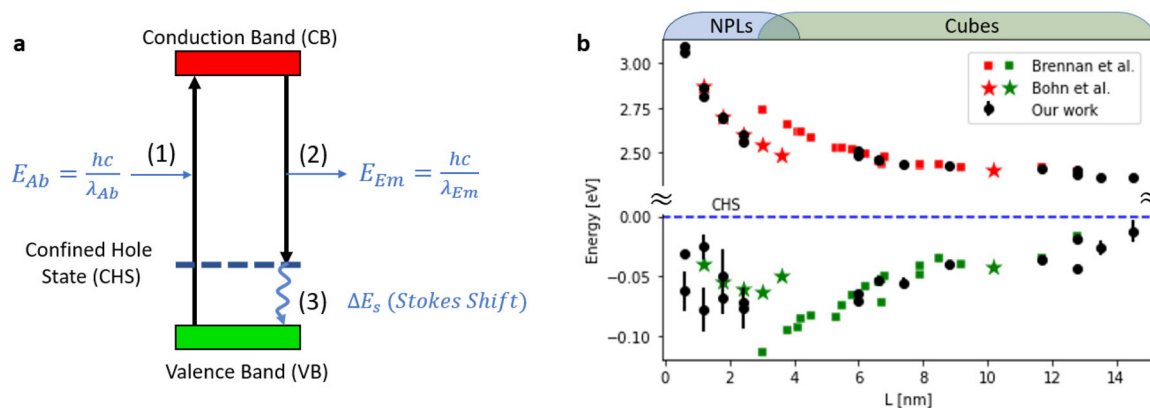 a
Conduction Band (CB)
(1)
(2)
E_Ab = hc/λ_Ab
E_Em = hc/λ_Em
Confined Hole
State (CHS)
(3)
ΔE_s (Stokes Shift)
Valence Band (VB)
b
NPLs
Cubes
Brennan et al.
Bohn et al.
Our work
3.00
2.75
2.50
≈
≈
CHS
0.00
−0.05
−0.10
Energy [eV]
0 2 4 6 8 10 12 14
L [nm]